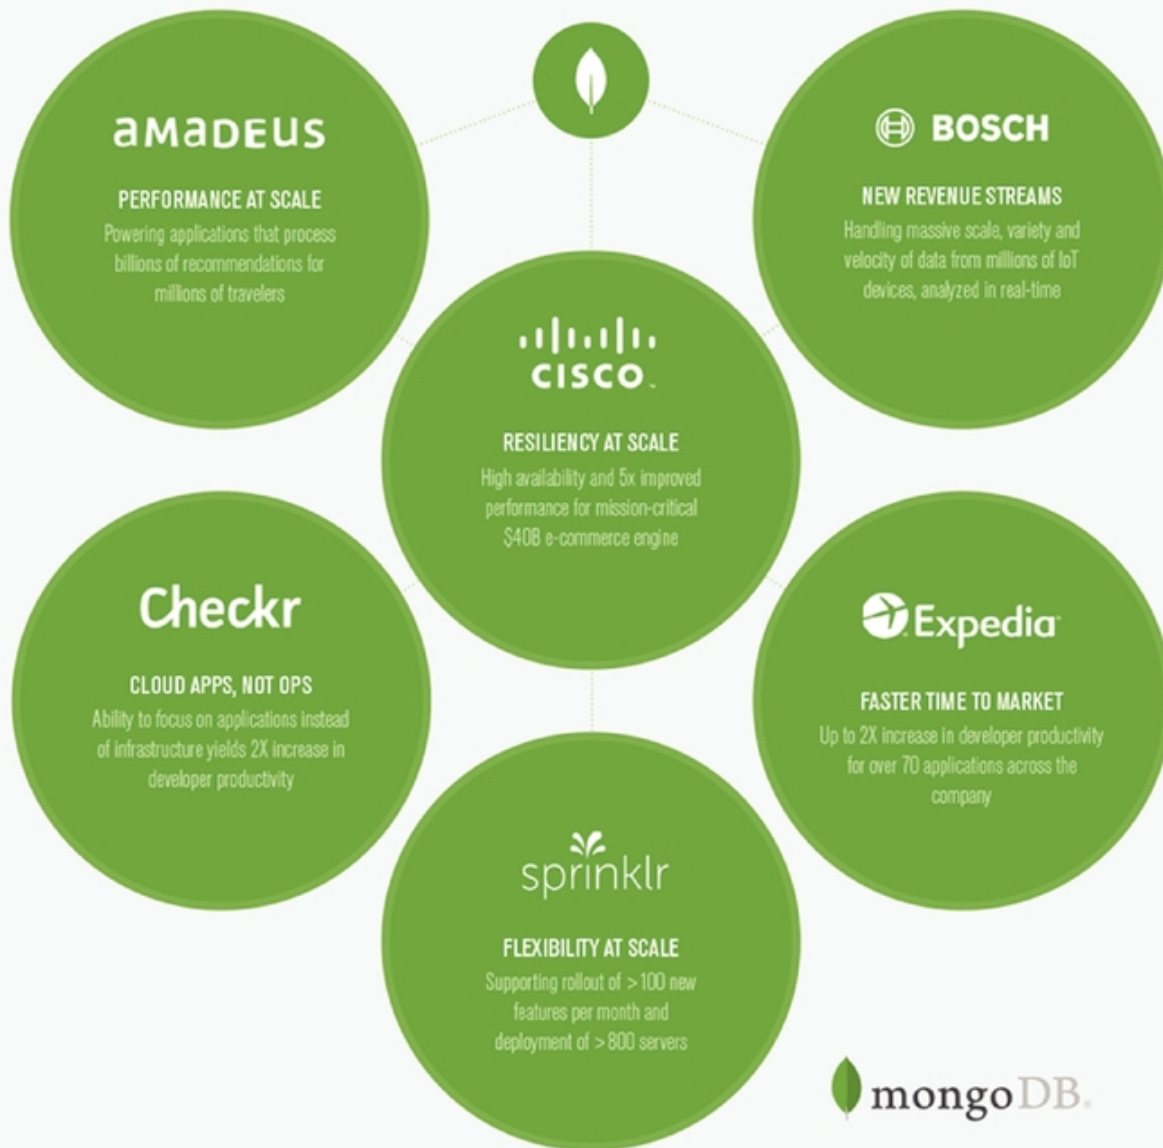 aMaDEUS
PERFORMANCE AT SCALE
Powering applications that process
billions of recommendations for
millions of travelers
BOSCH
NEW REVENUE STREAMS
Handling massive scale, variety and
velocity of data from millions of IoT
devices, analyzed in real-time
CISCO™
RESILIENCY AT SCALE
High availability and 5x improved
performance for mission-critical
$40B e-commerce engine
Checkr
CLOUD APPS, NOT OPS
Ability to focus on applications instead
of infrastructure yields 2X increase in
developer productivity
Expedia
FASTER TIME TO MARKET
Up to 2X increase in developer productivity
for over 70 applications across the
company
sprinklr
FLEXIBILITY AT SCALE
Supporting rollout of >100 new
features per month and
deployment of >800 servers
mongoDB®